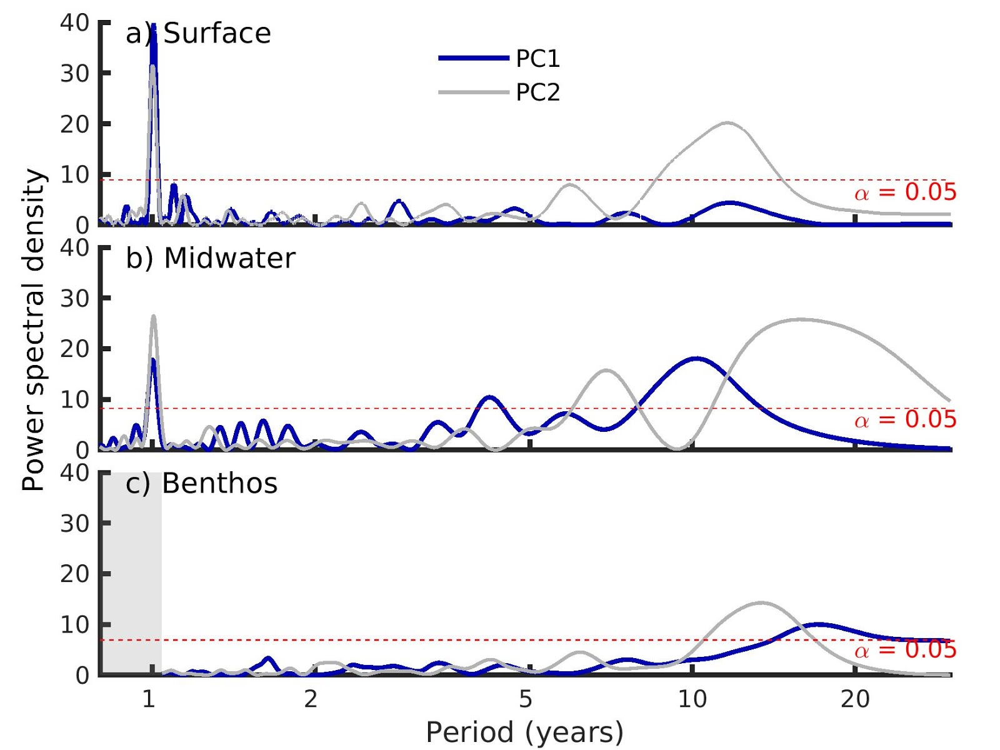 40
a) Surface
PC1
30
PC2
20
10
α = 0.05
0
Power spectral density
40
b) Midwater
30
20
10
α = 0.05
0
40
c) Benthos
30
20
10
α = 0.05
0
1 2 5 10 20
Period (years)